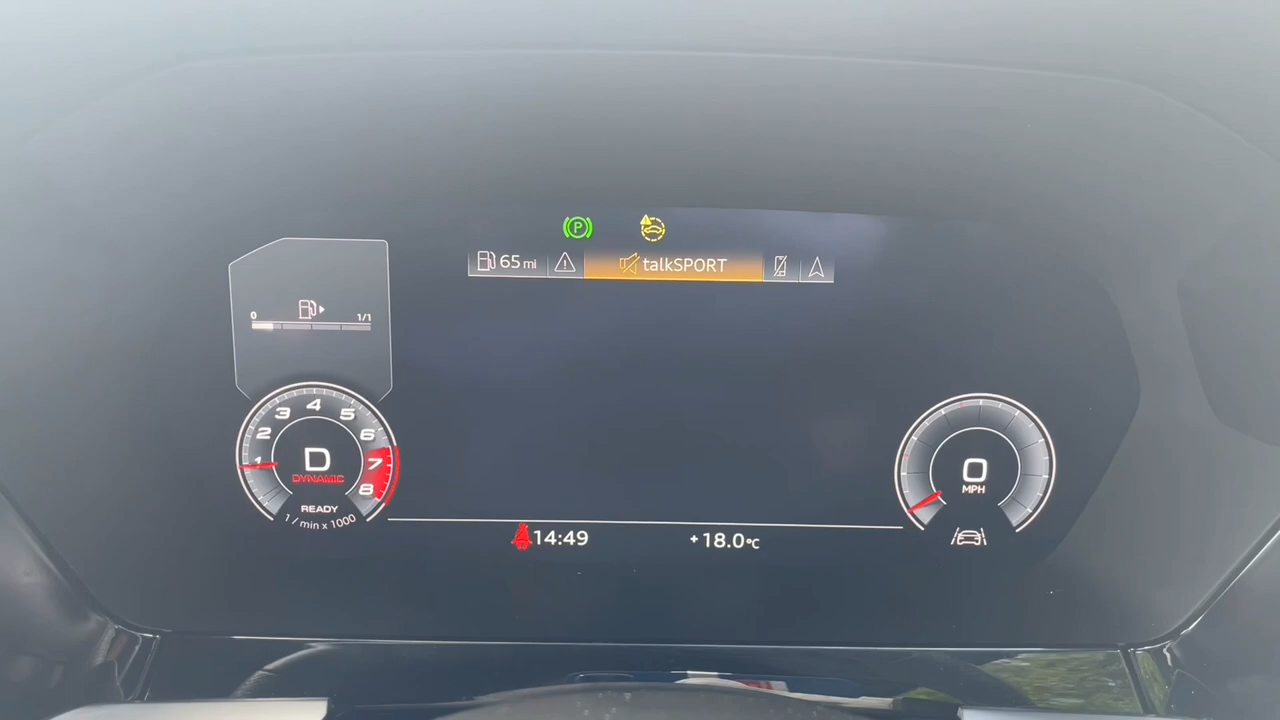 P
65 mi
talkSPORT
0 1/1
1 2 3 4 5 6 7 8
D
DYNAMIC
READY
1 / min x 1000
0
MPH
14:49
+18.0°C